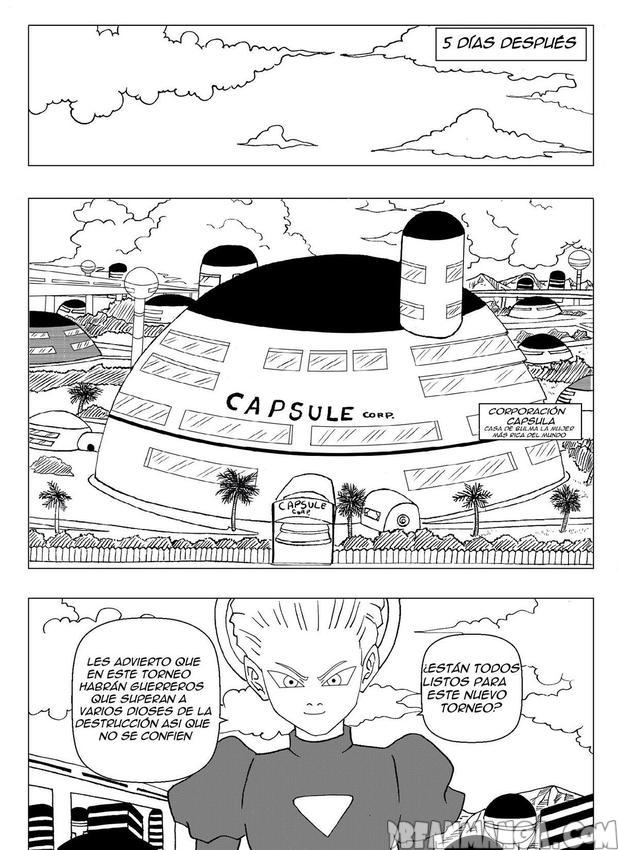 5 DÍAS DESPUÉS
CAPSULE CORP.
CORPORACIÓN
CAPSULA
CASA DE BULMA LA MUJER
MÁS RICA DEL MUNDO
CAPSULE
CORP.
¿ESTÁN TODOS
LISTOS PARA
ESTE NUEVO
TORNEO?
LES ADVIERTO QUE
EN ESTE TORNEO
HABRÁN GUERREROS
QUE SUPERAN A
VARIOS DIOSES DE LA
DESTRUCCIÓN ASI QUE
NO SE CONFIEN
DBFANMANGA.COM